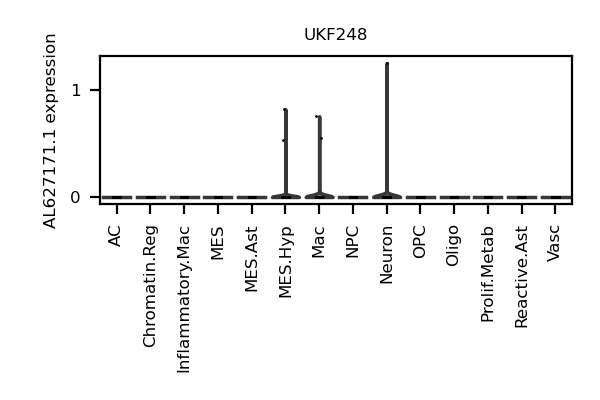 UKF248
AL627171.1 expression
1
0
AC
Chromatin.Reg
Inflammatory.Mac
MES
MES.Ast
MES.Hyp
Mac
NPC
Neuron
OPC
Oligo
Prolif.Metab
Reactive.Ast
Vasc